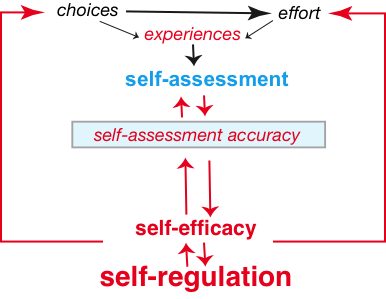 choices effort
experiences
self-assessment
self-assessment accuracy
self-efficacy
self-regulation